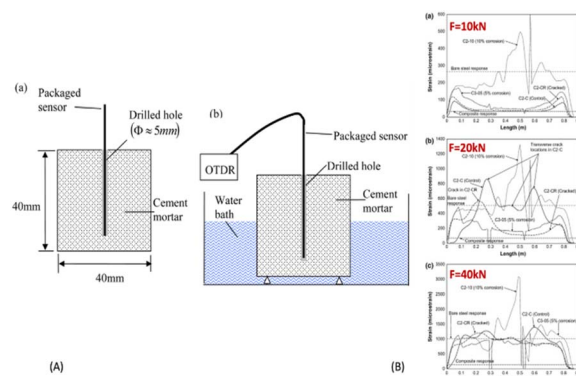 (a)
Packaged
sensor
Drilled hole
(Φ ≈ 5mm)
40mm
Cement
mortar
40mm
(A)
(b)
Packaged sensor
OTDR
Drilled hole
Water
bath
Cement
mortar
(B)
(a)
F=10kN
C2-10 (10% corrosion)
Bare steel response
C3-05 (5% corrosion)
C2-CR (Cracked)
C2-C (Control)
Composite response
Strain (microstrain)
Length (m)
(b)
F=20kN
C2-10 (10% corrosion)
Transverse crack
locations in C2-C
C2-C (Control)
Crack in C2-CR
Bare steel
response
C3-05 (5% corrosion)
Composite response
Strain (microstrain)
Length (m)
(c)
F=40kN
C2-10 (10% corrosion)
C2-C (Control)
Bare steel response
C2-CR (Cracked)
C3-05 (5% corrosion)
Composite response
Strain (microstrain)
Length (m)